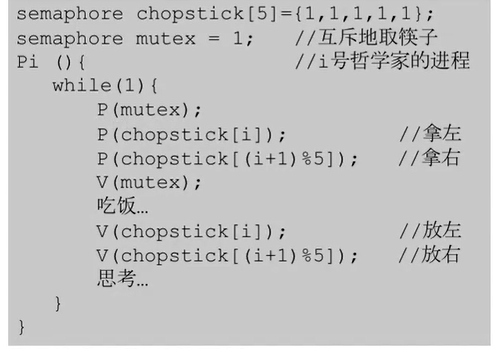 semaphore chopstick[5]={1,1,1,1,1};
semaphore mutex = 1; //互斥地取筷子
Pi (){ //i号哲学家的进程
while(1){
P(mutex);
P(chopstick[i]); //拿左
P(chopstick[(i+1)%5]); //拿右
V(mutex);
吃饭…
V(chopstick[i]); //放左
V(chopstick[(i+1)%5]); //放右
思考…
}
}